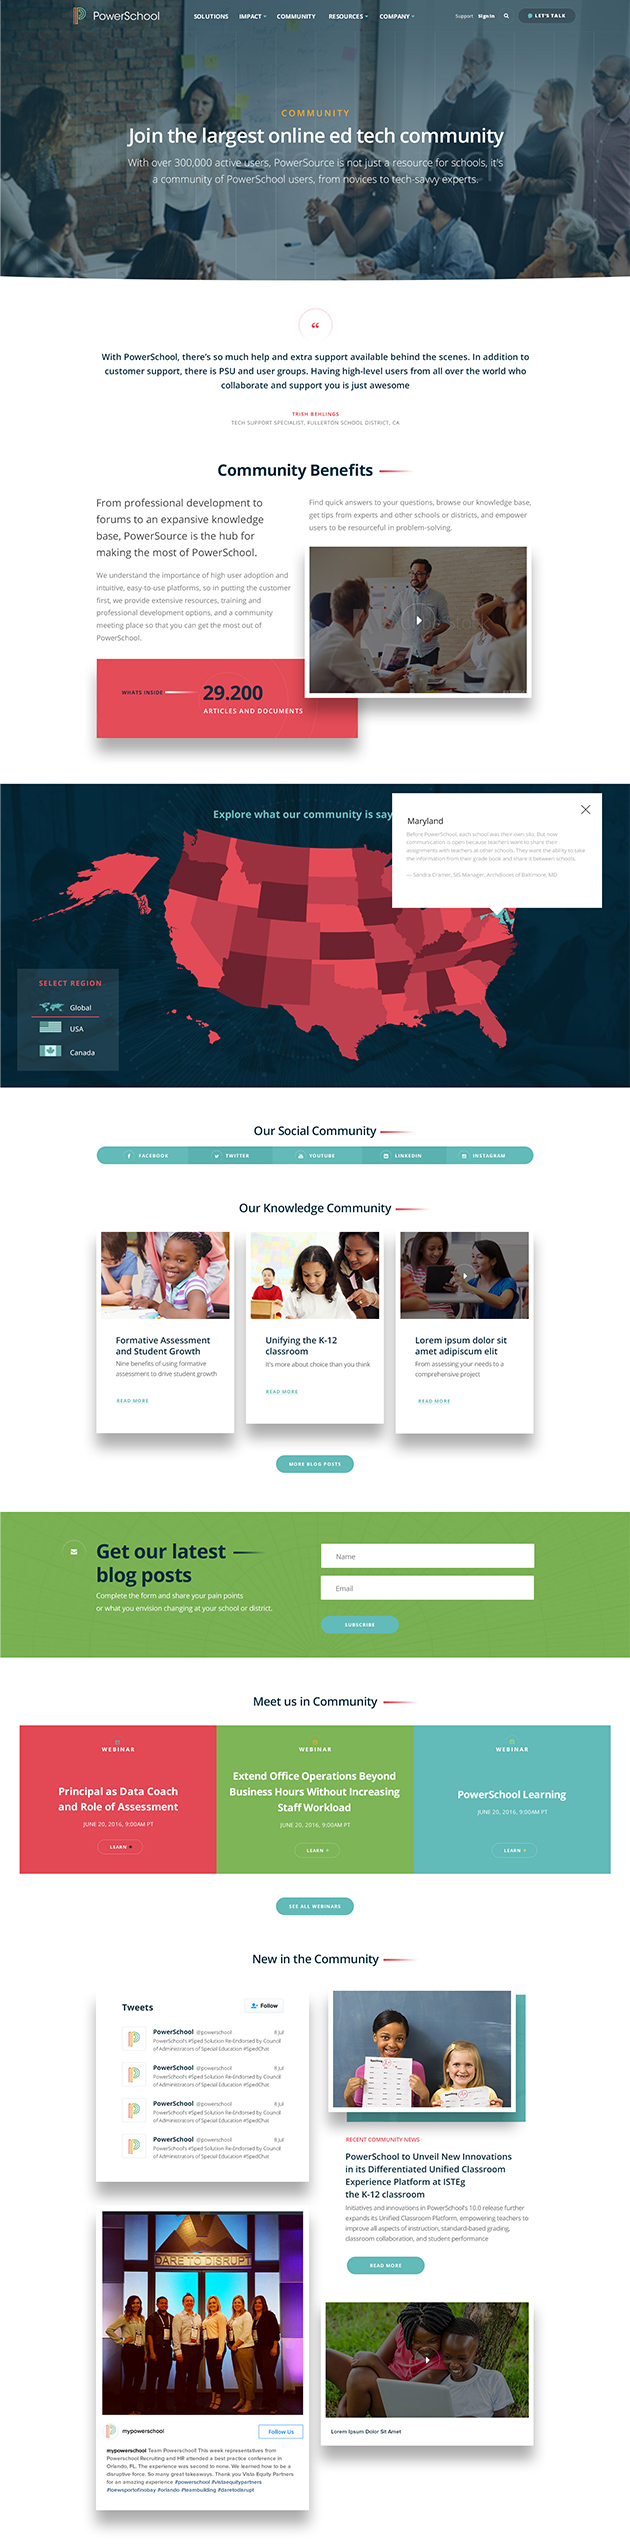 PowerSchool
SOLUTIONS IMPACT COMMUNITY RESOURCES COMPANY
Support Sign In LET'S TALK
COMMUNITY
Join the largest online ed tech community
With over 300,000 active users, PowerSource is not just a resource for schools, it's
a community of PowerSchool users, from novices to tech-savvy experts.
With PowerSchool, there's so much help and extra support available behind the scenes. In addition to
customer support, there is PSU and user groups. Having high-level users from all over the world who
collaborate and support you is just awesome
TRISH BEHLINGS
TECH SUPPORT SPECIALIST, FULLERTON SCHOOL DISTRICT, CA
Community Benefits
From professional development to
forums to an expansive knowledge
base, PowerSource is the hub for
making the most of PowerSchool.
We understand the importance of high user adoption and
intuitive, easy-to-use platforms, so in putting the customer
first, we provide extensive resources, training and
professional development options, and a community
meeting place so that you can get the most out of
PowerSchool.
Find quick answers to your questions, browse our knowledge base,
get tips from experts and other schools or districts, and empower
users to be resourceful in problem-solving.
WHATS INSIDE
29.200
ARTICLES AND DOCUMENTS
Explore what our community is say
Maryland
Before PowerSchool, each school was their own silo. But now
communication is open because teachers want to share their
assignments with teachers at other schools. They want the ability to take
the information from their grade book and share it between schools.
— Sandra Cramer, SIS Manager, Archdioces of Baltimore, MD
SELECT REGION
Global
USA
Canada
Our Social Community
FACEBOOK TWITTER YOUTUBE LINKEDIN INSTAGRAM
Our Knowledge Community
Formative Assessment
and Student Growth
Nine benefits of using formative
assessment to drive student growth
READ MORE
Unifying the K-12
classroom
It's more about choice than you think
READ MORE
Lorem ipsum dolor sit
amet adipiscum elit
From assessing your needs to a
comprehensive project
READ MORE
MORE BLOG POSTS
Get our latest
blog posts
Complete the form and share your pain points
or what you envision changing at your school or district.
Name
Email
SUBSCRIBE
Meet us in Community
WEBINAR
Principal as Data Coach
and Role of Assessment
JUNE 20, 2016, 9:00AM PT
LEARN
WEBINAR
Extend Office Operations Beyond
Business Hours Without Increasing
Staff Workload
JUNE 20, 2016, 9:00AM PT
LEARN
WEBINAR
PowerSchool Learning
JUNE 20, 2016, 9:00AM PT
LEARN
SEE ALL WEBINARS
New in the Community
Tweets
Follow
PowerSchool @powerschool 8 Jul
PowerSchool's #Sped Solution Re-Endorsed by Council
of Administrators of Special Education #SpedChat
PowerSchool @powerschool 8 Jul
PowerSchool's #Sped Solution Re-Endorsed by Council
of Administrators of Special Education #SpedChat
PowerSchool @powerschool 8 Jul
PowerSchool's #Sped Solution Re-Endorsed by Council
of Administrators of Special Education #SpedChat
PowerSchool @powerschool 8 Jul
PowerSchool's #Sped Solution Re-Endorsed by Council
of Administrators of Special Education #SpedChat
RECENT COMMUNITY NEWS
PowerSchool to Unveil New Innovations
in its Differentiated Unified Classroom
Experience Platform at ISTEg
the K-12 classroom
Initiatives and innovations in PowerSchool's 10.0 release further
expands its Unified Classroom Platform, empowering teachers to
improve all aspects of instruction, standard-based grading,
classroom collaboration, and student performance
READ MORE
DARE TO DISRUPT
mypowerschool
Follow Us
mypowerschool Team Powerschool! This week representatives from
Powerschool Recruiting and HR attended a best practice conference in
Orlando, FL. The experience was second to none. We learned how to be a
disruptive force. So many great takeaways. Thank you Vista Equity Partners
for an amazing experience #powerschool #vistaequitypartners
#loewsportofinobay #orlando #teambuilding #daretodisrupt
Lorem Ipsum Dolor Sit Amet